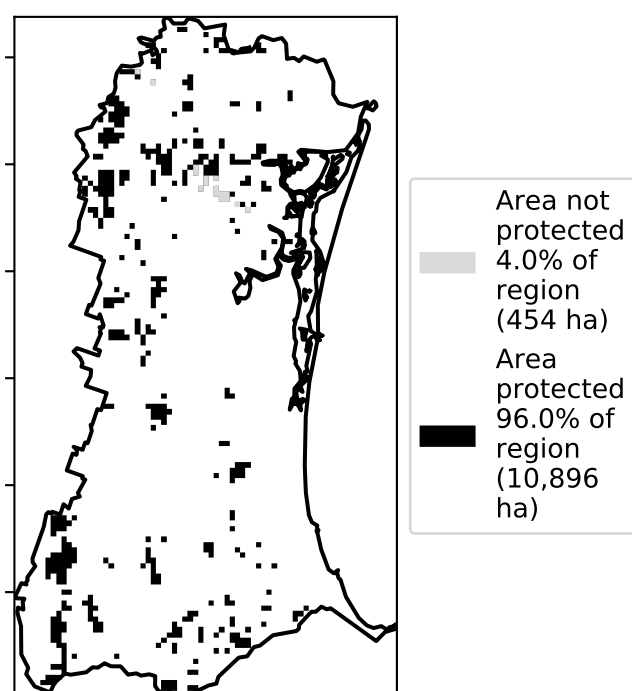 Area not
protected
4.0% of
region
(454 ha)
Area
protected
96.0% of
region
(10,896
ha)